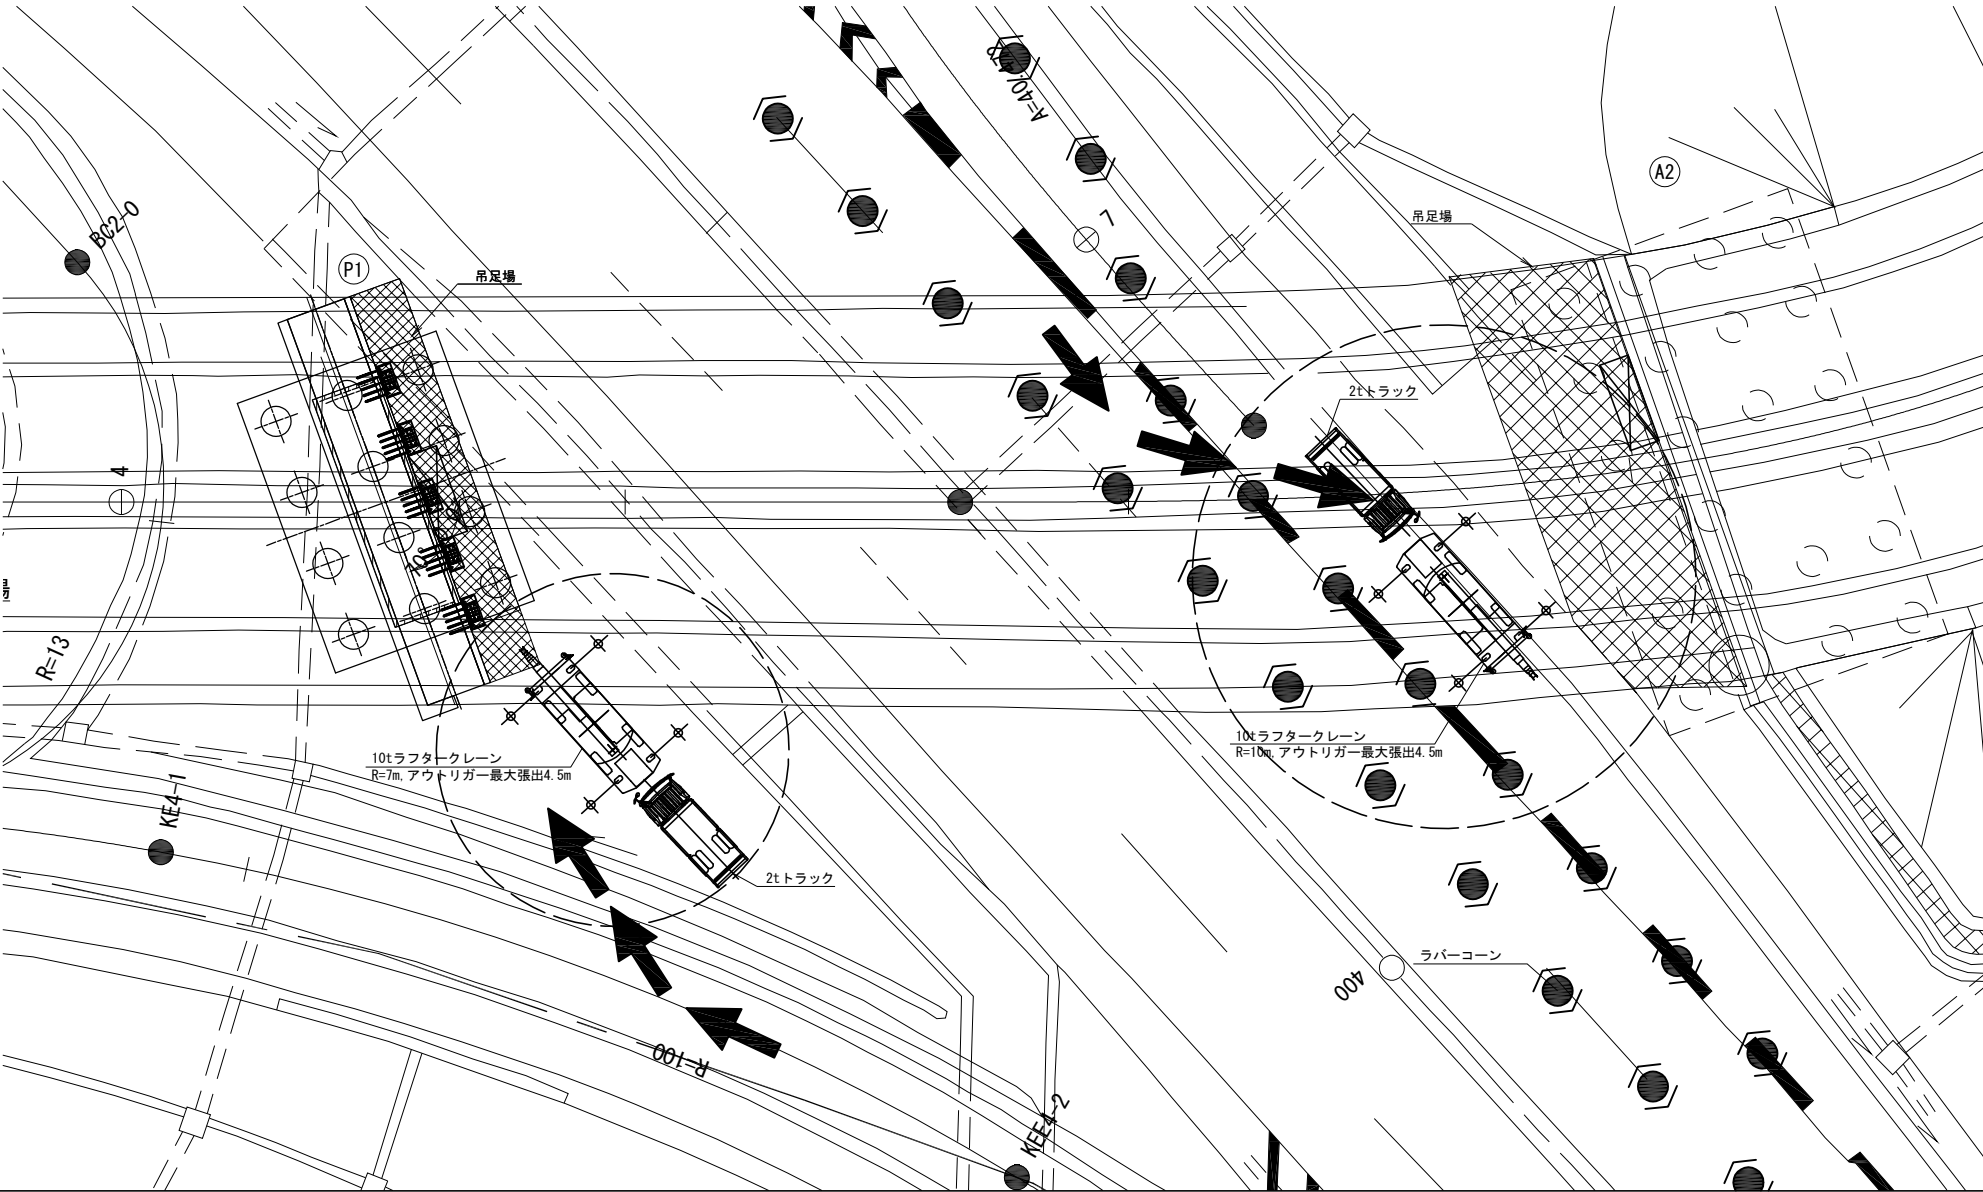 A=40
7
A2
吊足場
BC2-0
P1
吊足場
2tトラック
4
場
R=13
10tラフタークレーン
R=10m,アウトリガー最大張出4.5m
10tラフタークレーン
R=7m,アウトリガー最大張出4.5m
KE4-1
2tトラック
ラバーコーン
400
R=100
KEE4-2